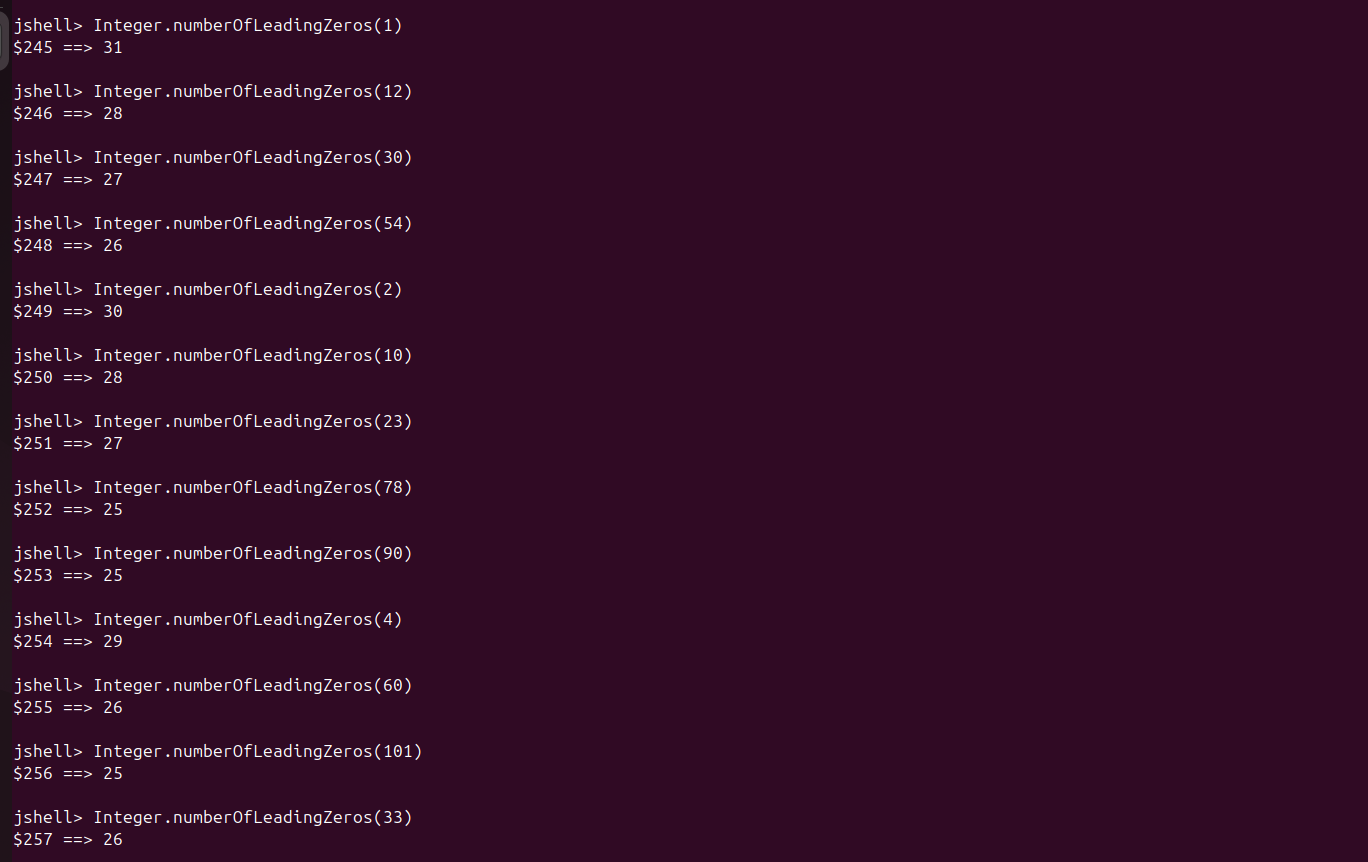 jshell> Integer.numberOfLeadingZeros(1)
$245 ==> 31
jshell> Integer.numberOfLeadingZeros(12)
$246 ==> 28
jshell> Integer.numberOfLeadingZeros(30)
$247 ==> 27
jshell> Integer.numberOfLeadingZeros(54)
$248 ==> 26
jshell> Integer.numberOfLeadingZeros(2)
$249 ==> 30
jshell> Integer.numberOfLeadingZeros(10)
$250 ==> 28
jshell> Integer.numberOfLeadingZeros(23)
$251 ==> 27
jshell> Integer.numberOfLeadingZeros(78)
$252 ==> 25
jshell> Integer.numberOfLeadingZeros(90)
$253 ==> 25
jshell> Integer.numberOfLeadingZeros(4)
$254 ==> 29
jshell> Integer.numberOfLeadingZeros(60)
$255 ==> 26
jshell> Integer.numberOfLeadingZeros(101)
$256 ==> 25
jshell> Integer.numberOfLeadingZeros(33)
$257 ==> 26